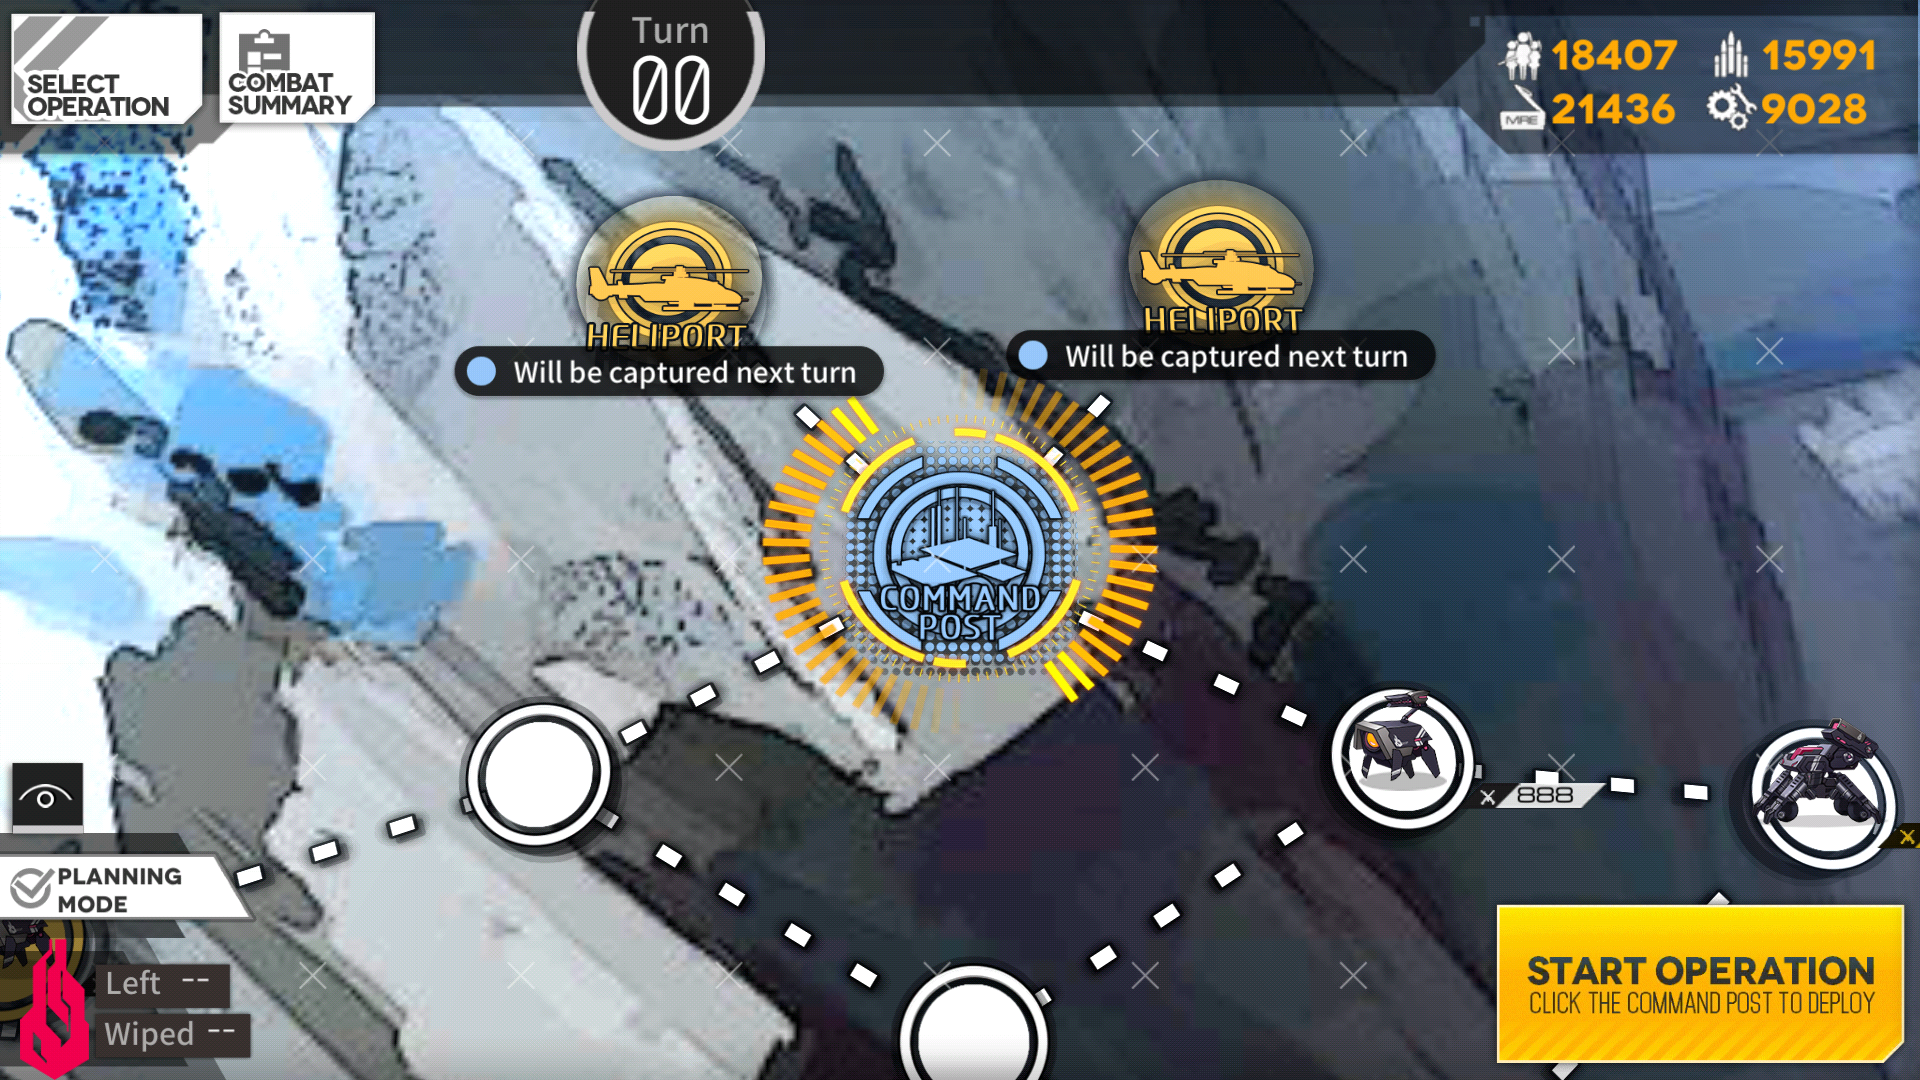 SELECT
OPERATION
COMBAT
SUMMARY
Turn
00
18407
15991
21436
MRE
9028
HELIPORT
Will be captured next turn
HELIPORT
Will be captured next turn
COMMAND
POST
888
PLANNING
MODE
Left --
Wiped --
START OPERATION
CLICK THE COMMAND POST TO DEPLOY